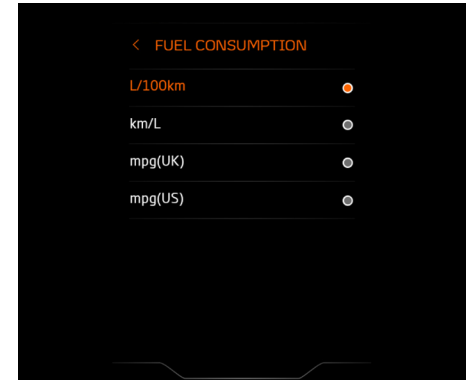 FUEL CONSUMPTION
L/100km
km/L
mpg(UK)
mpg(US)